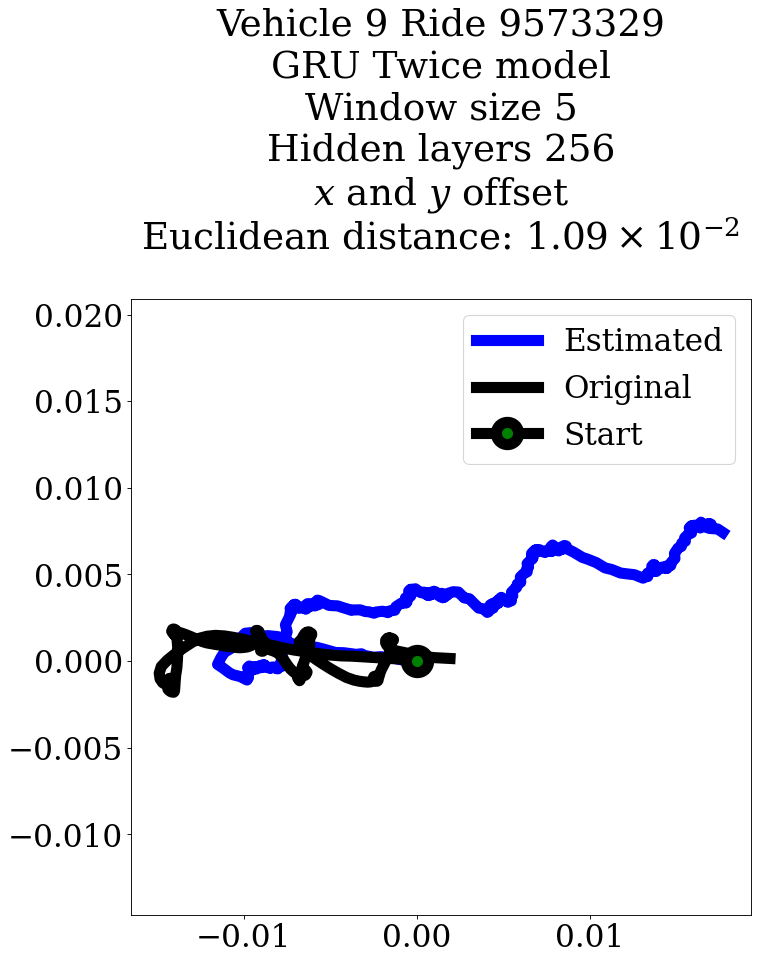 Vehicle 9 Ride 9573329
GRU Twice model
Window size 5
Hidden layers 256
x and y offset
Euclidean distance: 1.09 × 10⁻²
Estimated
Original
Start
0.020
0.015
0.010
0.005
0.000
−0.005
−0.010
−0.01 0.00 0.01